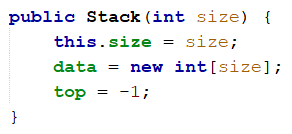 public Stack(int size) {
    this.size = size;
    data = new int[size];
    top = -1;
}